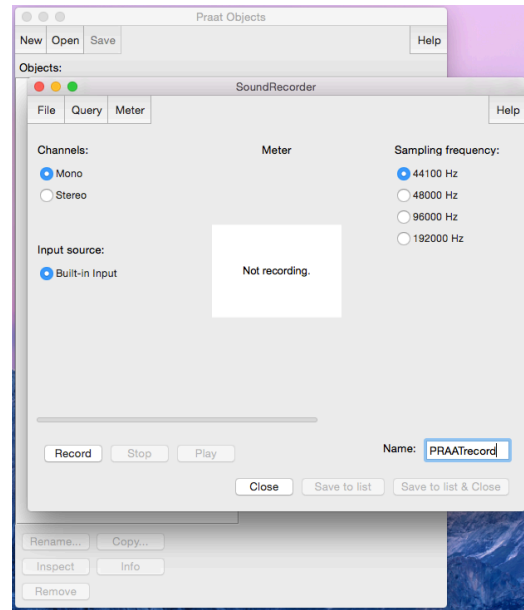 Praat Objects
New Open Save Help
Objects:
SoundRecorder
File Query Meter Help
Channels: Meter Sampling frequency:
Mono 44100 Hz
Stereo 48000 Hz
96000 Hz
192000 Hz
Input source:
Built-in Input Not recording.
Record Stop Play Name: PRAATrecord
Close Save to list Save to list & Close
Rename... Copy...
Inspect Info
Remove